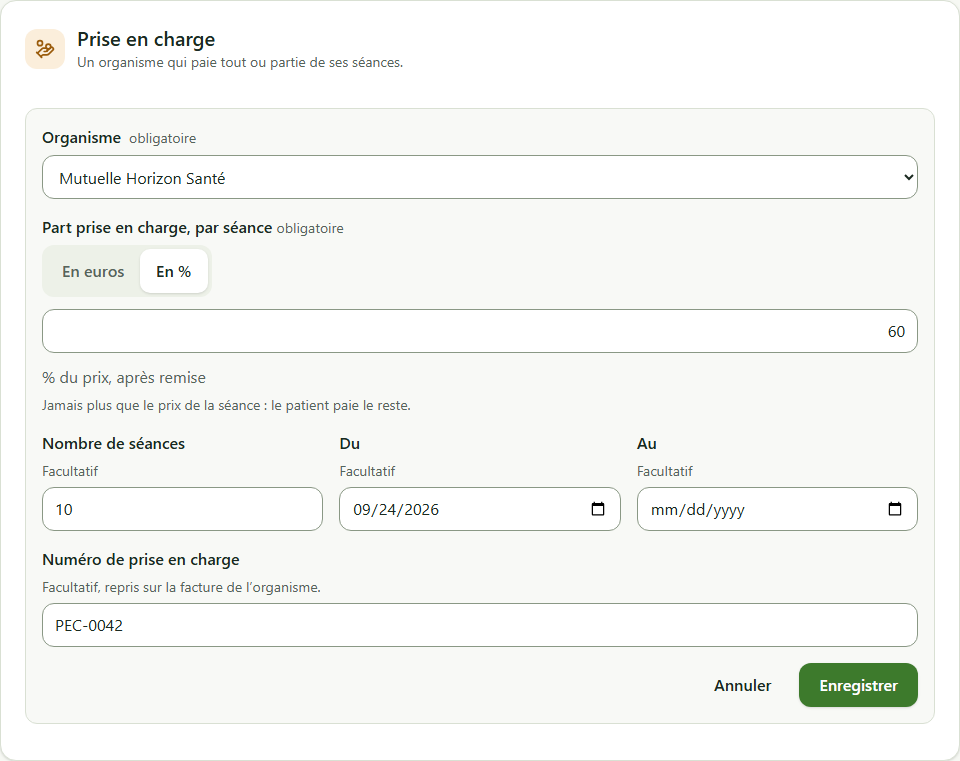 Prise en charge
Un organisme qui paie tout ou partie de ses séances.
Organisme obligatoire
Mutuelle Horizon Santé
Part prise en charge, par séance obligatoire
En euros En %
60
% du prix, après remise
Jamais plus que le prix de la séance : le patient paie le reste.
Nombre de séances Du Au
Facultatif Facultatif Facultatif
10 09/24/2026 mm/dd/yyyy
Numéro de prise en charge
Facultatif, repris sur la facture de l’organisme.
PEC-0042
Annuler Enregistrer